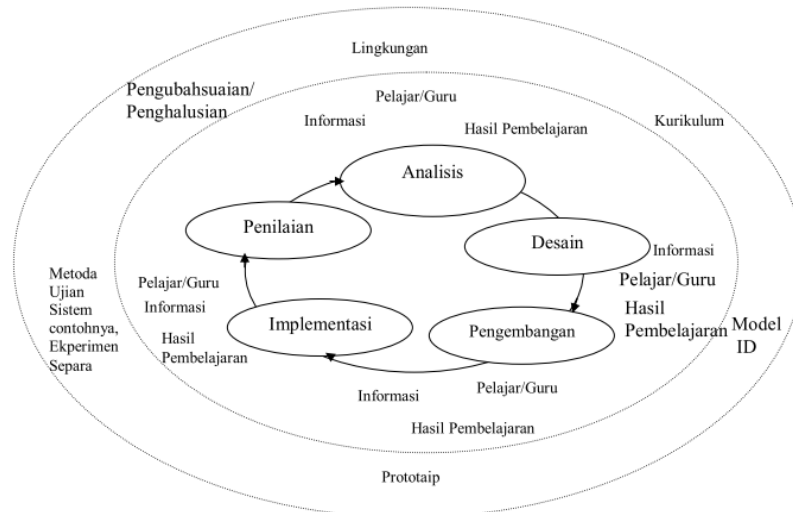 Lingkungan
Pengubahsuaian/
Penghalusian
Pelajar/Guru
Informasi
Kurikulum
Hasil Pembelajaran
Analisis
Penilaian
Desain
Informasi
Pelajar/Guru
Hasil
Pembelajaran
Model
ID
Metoda
Ujian
Sistem
contohnya,
Ekperimen
Separa
Pelajar/Guru
Informasi
Hasil
Pembelajaran
Implementasi
Pengembangan
Informasi
Pelajar/Guru
Hasil Pembelajaran
Prototaip